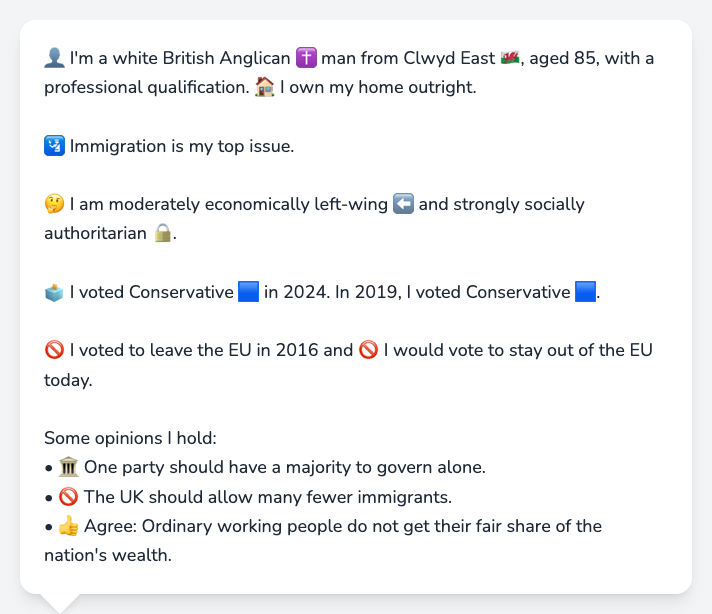 👤 I'm a white British Anglican ✝️ man from Clwyd East 🏴󠁧󠁢󠁷󠁬󠁳󠁿, aged 85, with a
professional qualification. 🏠 I own my home outright.
🛂 Immigration is my top issue.
🤔 I am moderately economically left-wing ⬅️ and strongly socially
authoritarian 🔒.
🗳️ I voted Conservative 🟦 in 2024. In 2019, I voted Conservative 🟦.
🚫 I voted to leave the EU in 2016 and 🚫 I would vote to stay out of the EU
today.
Some opinions I hold:
• 🏛️ One party should have a majority to govern alone.
• 🚫 The UK should allow many fewer immigrants.
• 👍 Agree: Ordinary working people do not get their fair share of the
nation's wealth.